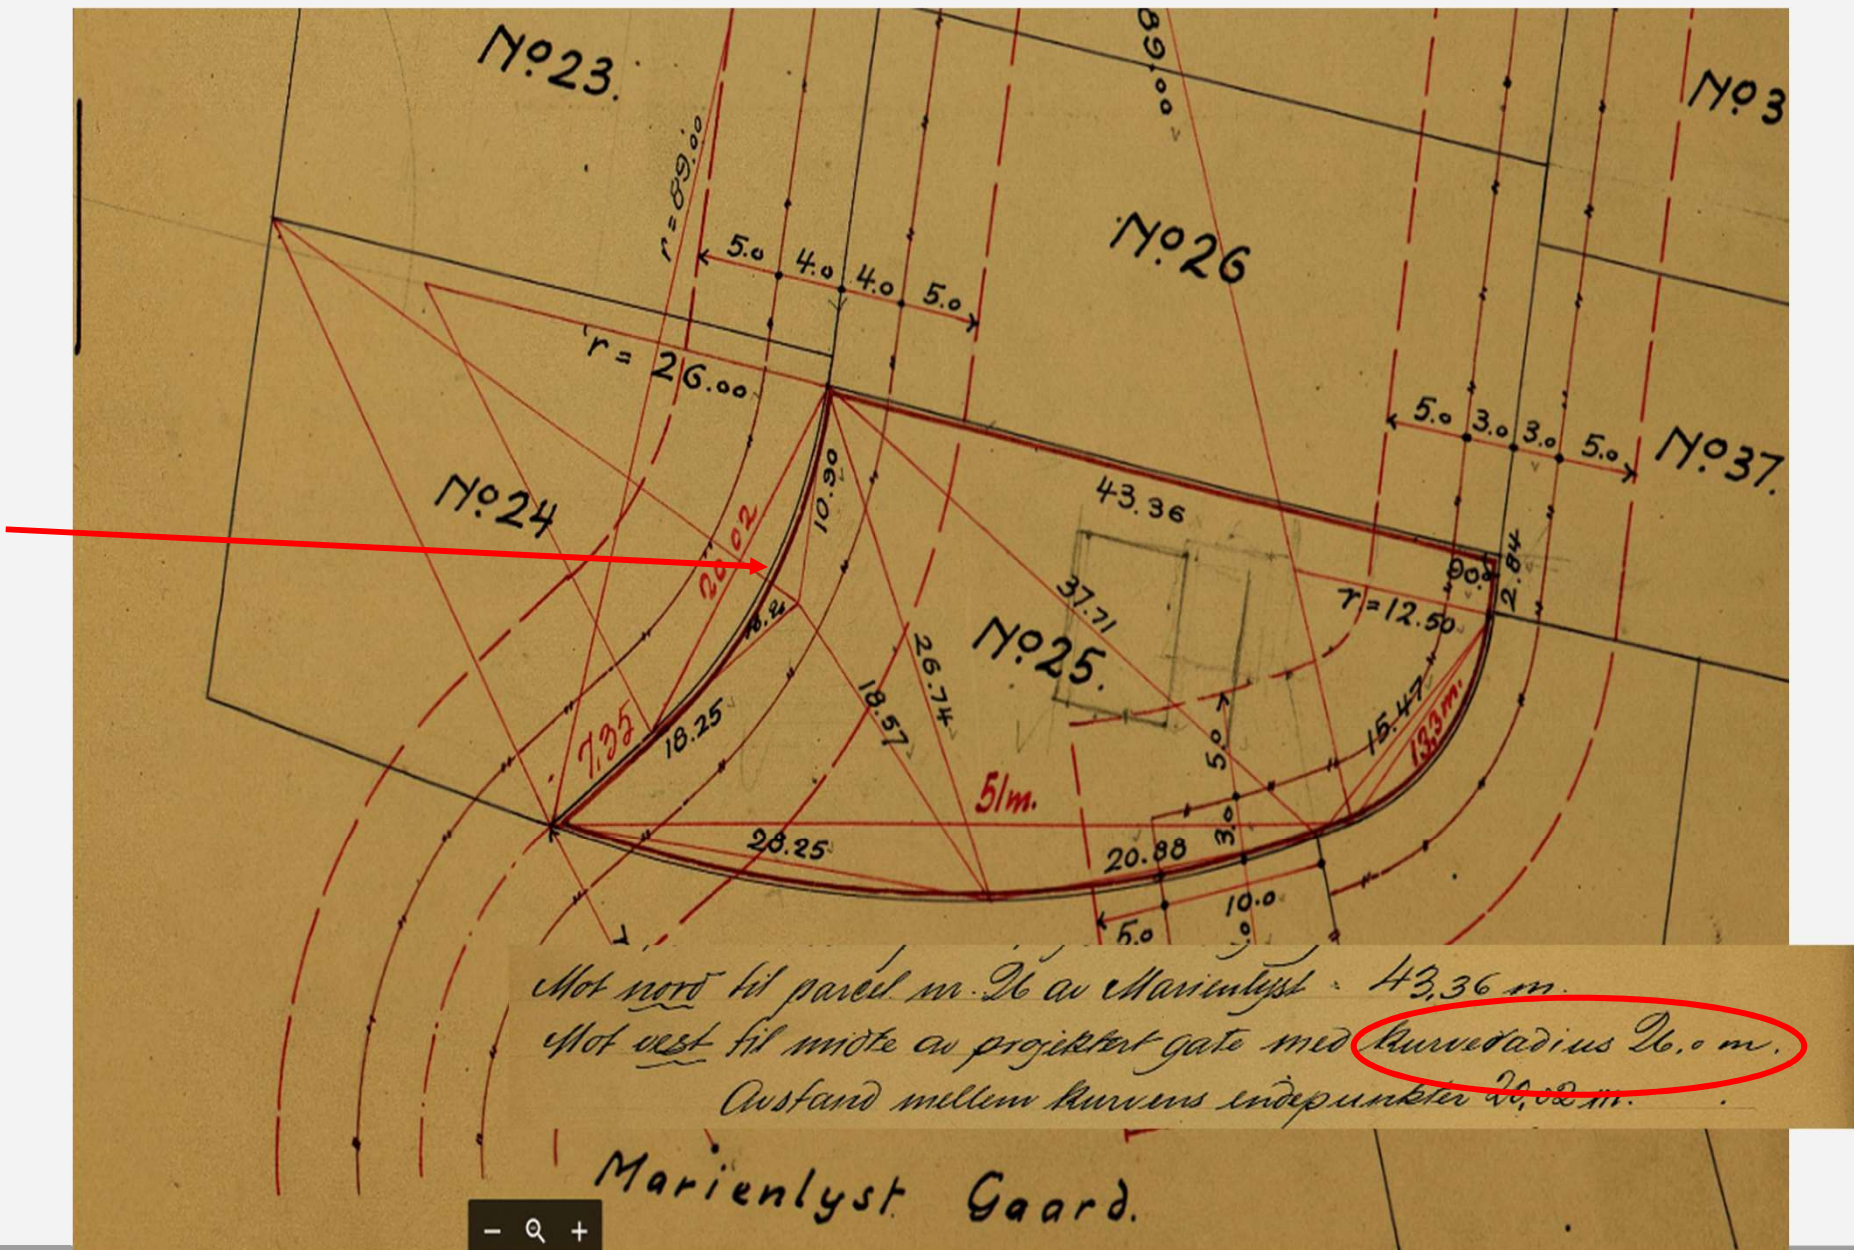 No23.
89.00
No3
r=89.00
No26
5.0 4.0 4.0 5.0
r= 26.00
5.0 3.0 3.0 5.0
No37.
No24
43.36
10.90
20.02
90.°
2.84
37.71
r=12.50
No25.
26.74
18.57
7.35
18.25
15.47
13,3 m.
5.0
51m.
28.25
20.88
3.0
10.0
5.0
Mot nord til parcel nr. 26 av Marienlyst : 43,36 m.
Mot vest til midte av projektert gate med kurveradius 26,0 m.
Avstand mellem kurvens endepunkter 20,02 m.
Marienlyst Gaard.